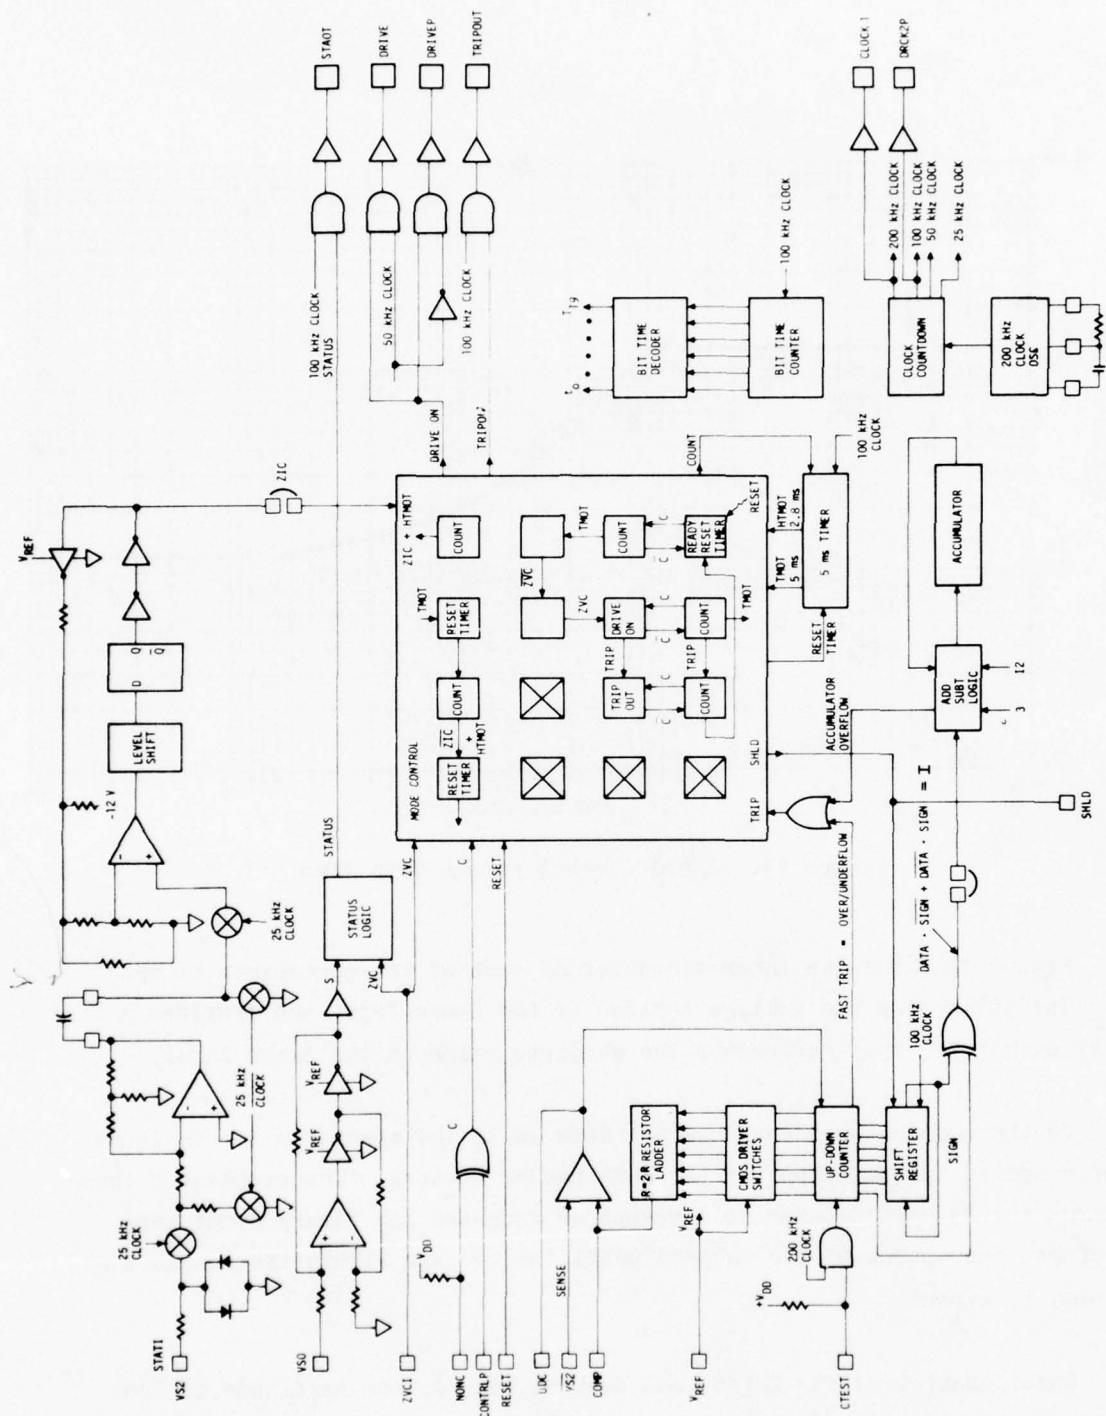 STAOT
DRIVE
DRIVEP
TRIPOUT
CLOCK 1
DRCK2P
100 kHz CLOCK
STATUS
50 kHz CLOCK
100 kHz CLOCK
DRIVE ON
TRIPOUT
T19
t0
BIT TIME
DECODER
BIT TIME
COUNTER
100 kHz CLOCK
200 kHz CLOCK
100 kHz CLOCK
50 kHz CLOCK
25 kHz CLOCK
CLOCK
COUNTDOWN
200 kHz
CLOCK
OSC
VREF
ZIC
D Q
Q
LEVEL
SHIFT
-12 V
-
+
25 kHz
CLOCK
25 kHz
CLOCK
25 kHz
CLOCK
-
+
STATI
VS2
VS0
+
-
VREF
VREF
S
STATUS
LOGIC
STATUS
ZVC
ZVC
ZVCI
VDD
NONC
CONTRLP
RESET
C
C
RESET
MODE CONTROL
RESET
TIMER
ZIC
+
HTMOT
COUNT
RESET
TIMER
TMOT
ZIC + HTMOT
COUNT
ZVC
ZVC
TMOT
COUNT
C
C
READY
RESET
TIMER
RESET
DRIVE
ON
C
C
COUNT
TMOT
TRIP
TRIP
TRIP
OUT
C
C
COUNT
TRIP
SHLD
COUNT
HTMOT
2.8 ms
TMOT
5 ms
RESET
TIMER
5 ms TIMER
100 kHz
CLOCK
ACCUMULATOR
OVERFLOW
ADD
SUBT
LOGIC
ACCUMULATOR
3
12
FAST TRIP = OVER/UNDERFLOW
DATA · SIGN + DATA · SIGN = I
SHLD
UDC
VS2
SENSE
COMP
R-2R RESISTOR
LADDER
CMOS DRIVER
SWITCHES
UP-DOWN
COUNTER
SHIFT
REGISTER
100 kHz
CLOCK
SIGN
VREF
VREF
200 kHz
CLOCK
+VDD
CTEST